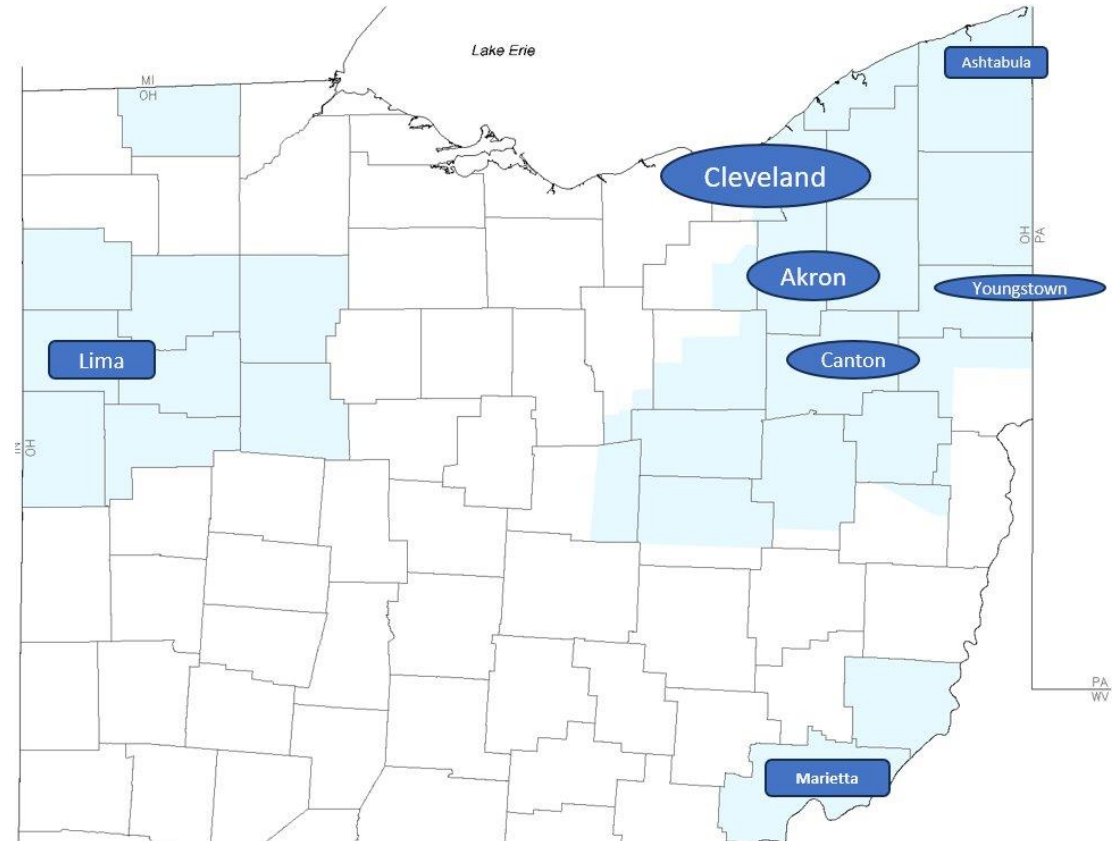 Lake Erie
Ashtabula
MI
OH
Cleveland
OH
PA
Akron
Youngstown
Lima
Canton
IN
OH
PA
WV
Marietta